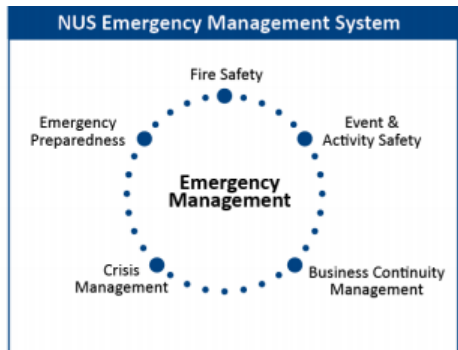 NUS Emergency Management System
Fire Safety
Emergency
Preparedness
Event &
Activity Safety
Emergency
Management
Crisis
Management
Business Continuity
Management